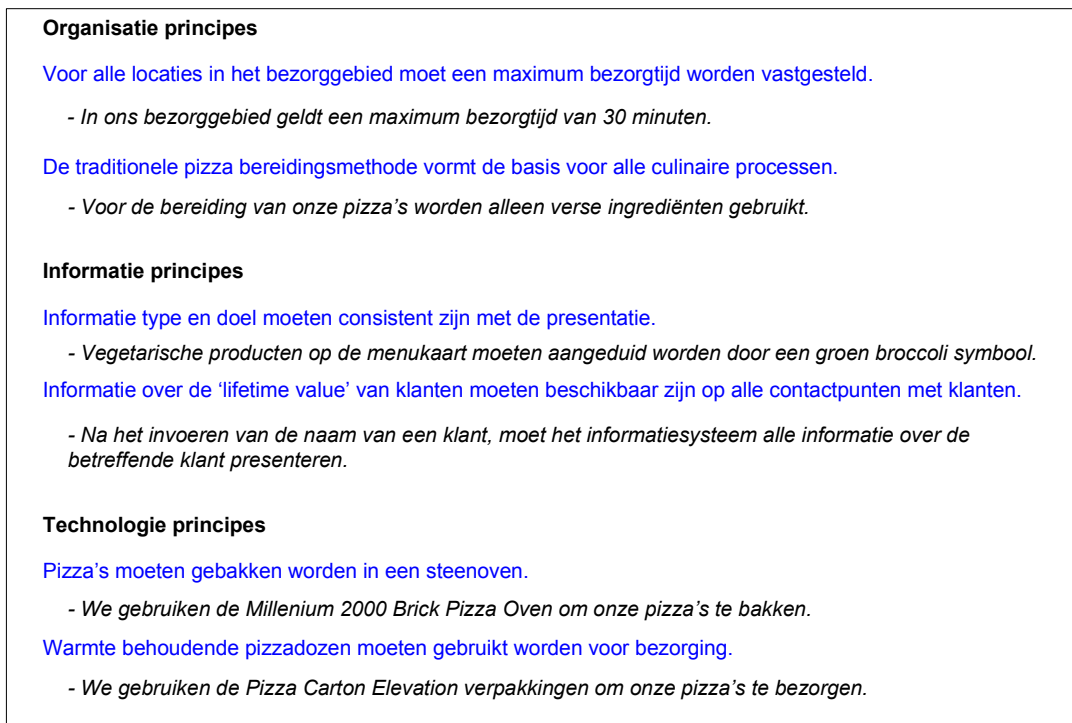 Organisatie principes
Voor alle locaties in het bezorggebied moet een maximum bezorgtijd worden vastgesteld.
- In ons bezorggebied geldt een maximum bezorgtijd van 30 minuten.
De traditionele pizza bereidingsmethode vormt de basis voor alle culinaire processen.
- Voor de bereiding van onze pizza’s worden alleen verse ingrediënten gebruikt.
Informatie principes
Informatie type en doel moeten consistent zijn met de presentatie.
- Vegetarische producten op de menukaart moeten aangeduid worden door een groen broccoli symbool.
Informatie over de ‘lifetime value’ van klanten moeten beschikbaar zijn op alle contactpunten met klanten.
- Na het invoeren van de naam van een klant, moet het informatiesysteem alle informatie over de
betreffende klant presenteren.
Technologie principes
Pizza’s moeten gebakken worden in een steenoven.
- We gebruiken de Millenium 2000 Brick Pizza Oven om onze pizza’s te bakken.
Warmte behoudende pizzadozen moeten gebruikt worden voor bezorging.
- We gebruiken de Pizza Carton Elevation verpakkingen om onze pizza’s te bezorgen.